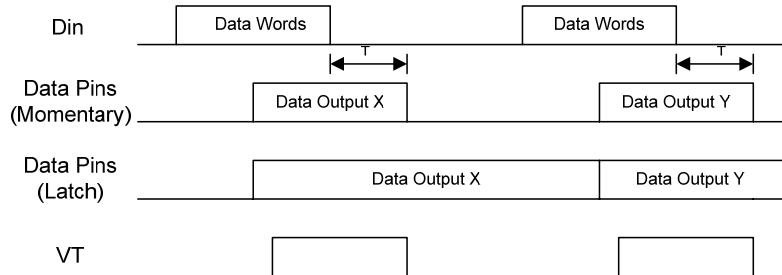 Din
Data Words
Data Words
T
T
Data Pins
(Momentary)
Data Output X
Data Output Y
Data Pins
(Latch)
Data Output X
Data Output Y
VT